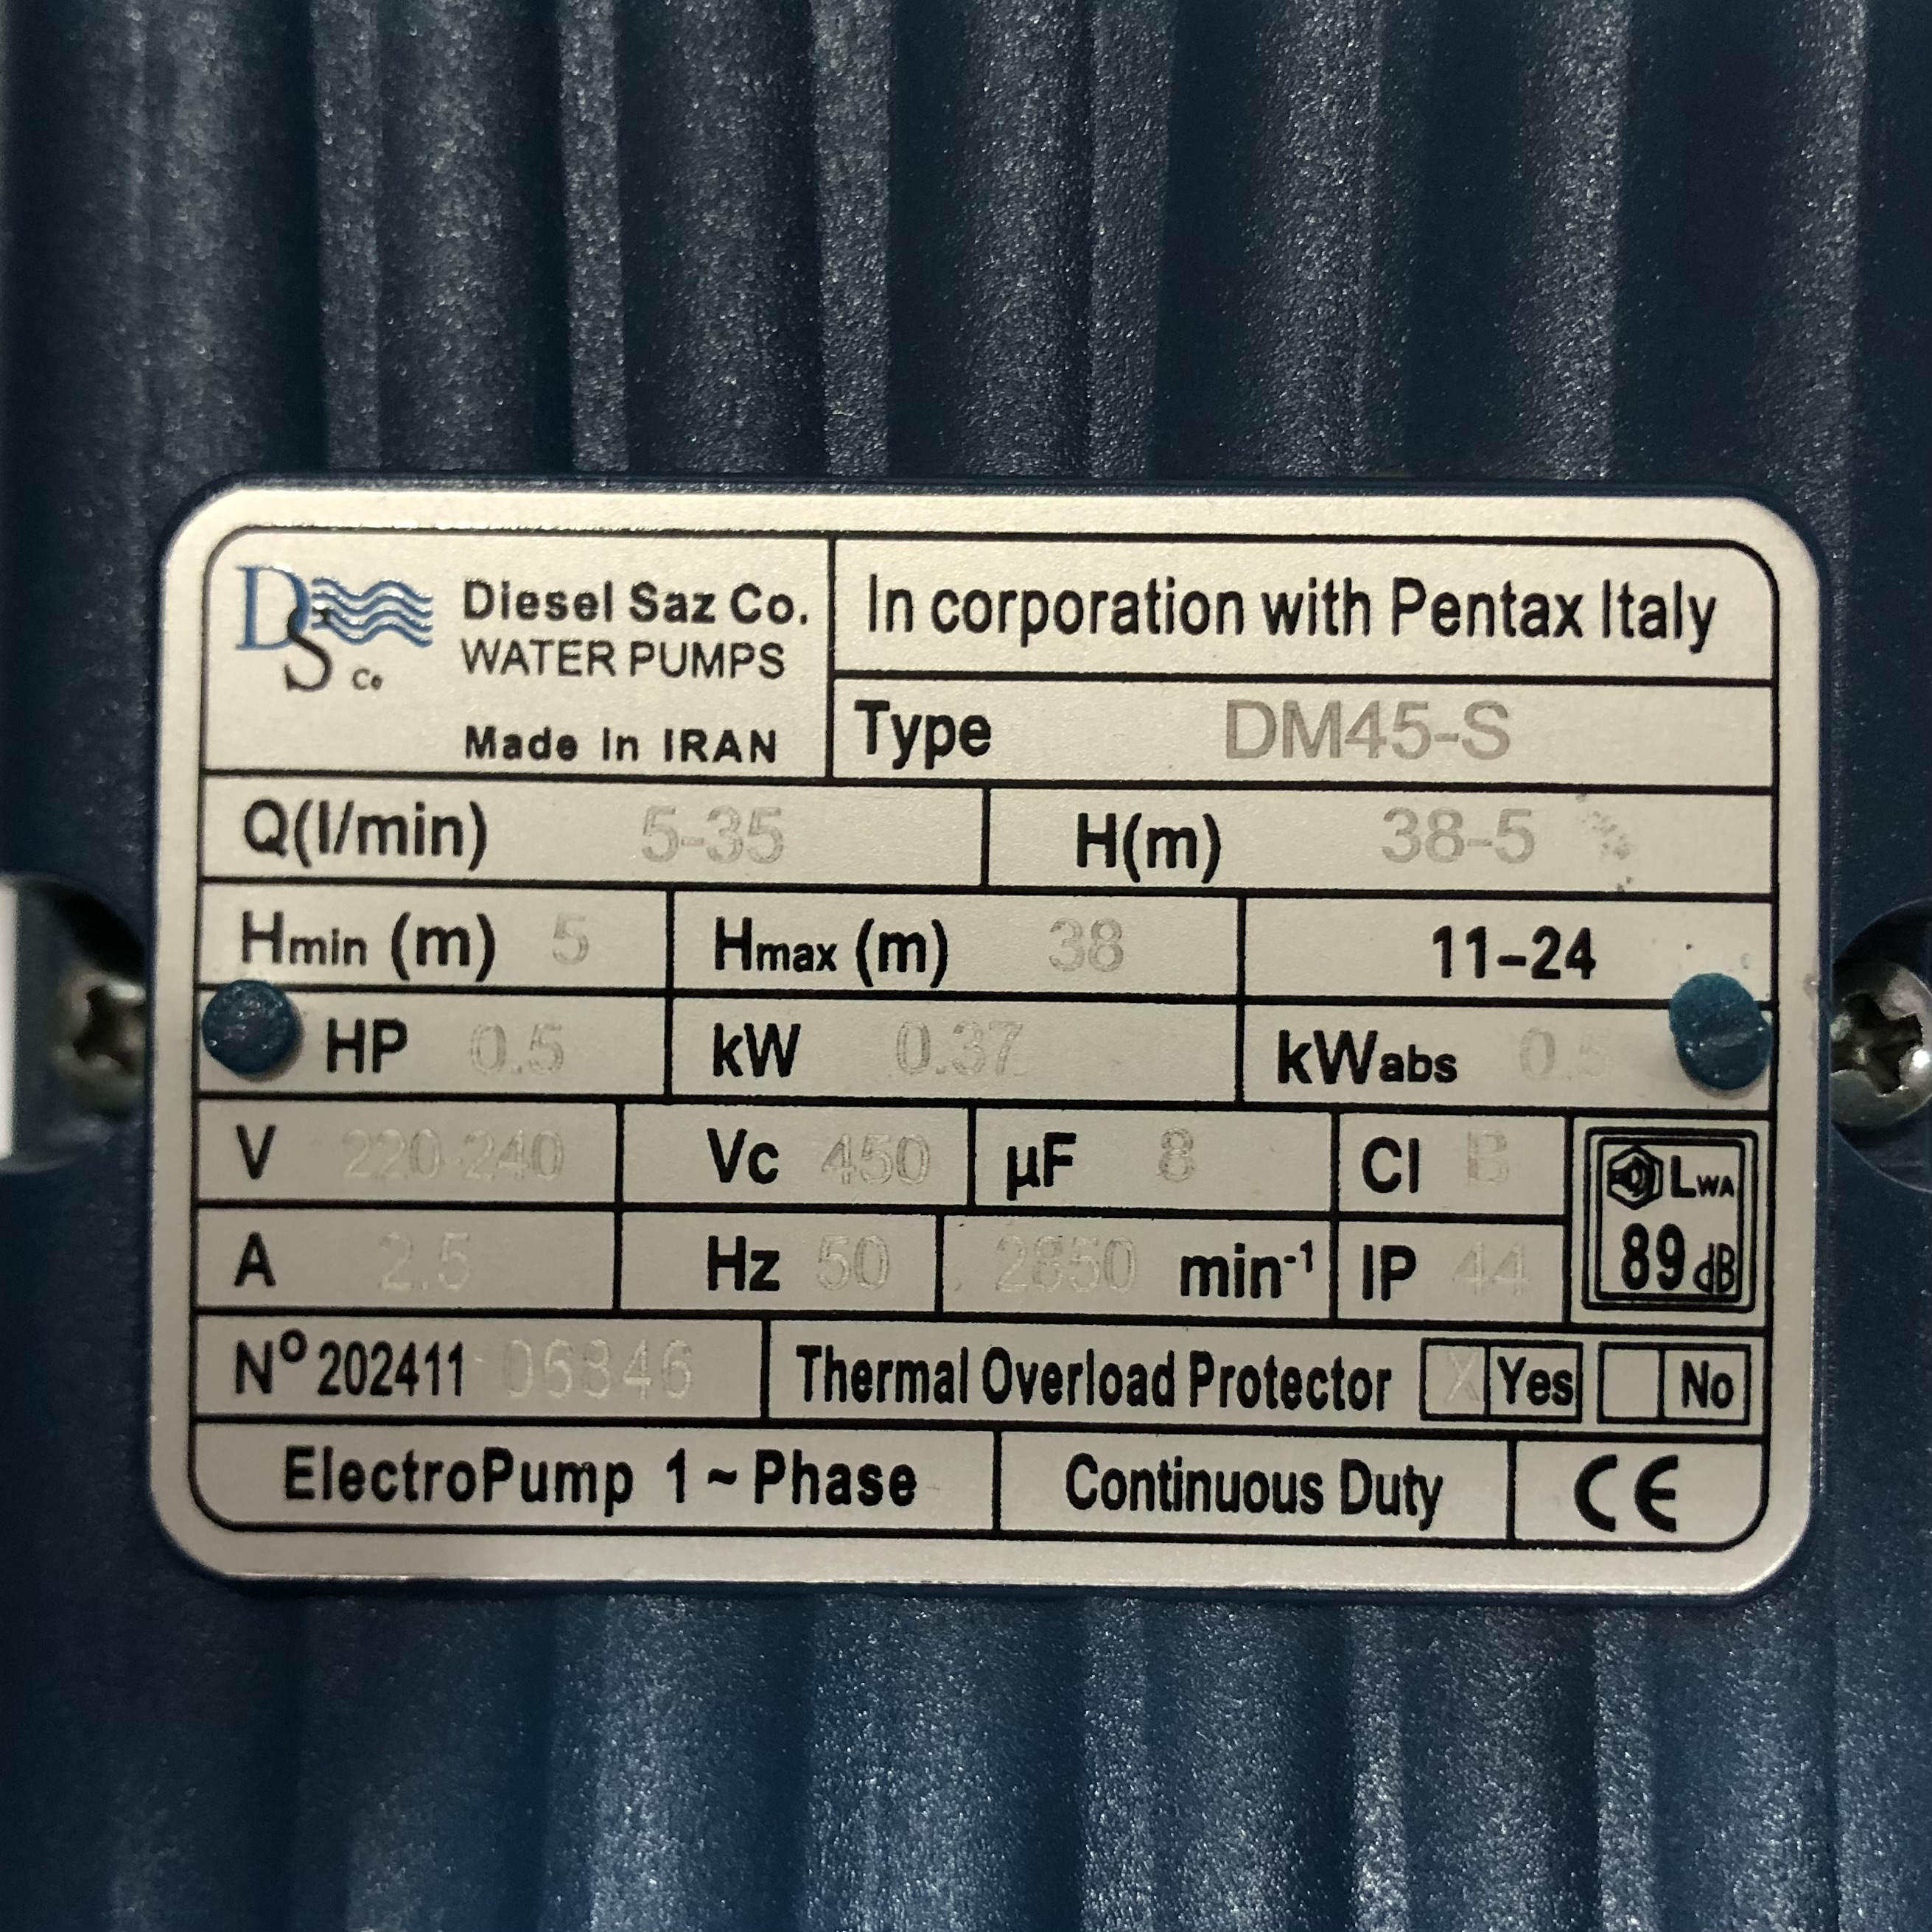 DS Co
Diesel Saz Co.
WATER PUMPS
Made In IRAN
In corporation with Pentax Italy
Type DM45-S
Q(l/min) 5-35 H(m) 38-5
Hmin (m) 5 Hmax (m) 38 11-24
HP 0.5 kW 0.37 kWabs
V 220-240 Vc 450 µF 8 Cl B
LWA
89 dB
A 2.5 Hz 50 2850 min-1 IP 44
Nº 202411 06846 Thermal Overload Protector X Yes No
ElectroPump 1 ~ Phase Continuous Duty CE